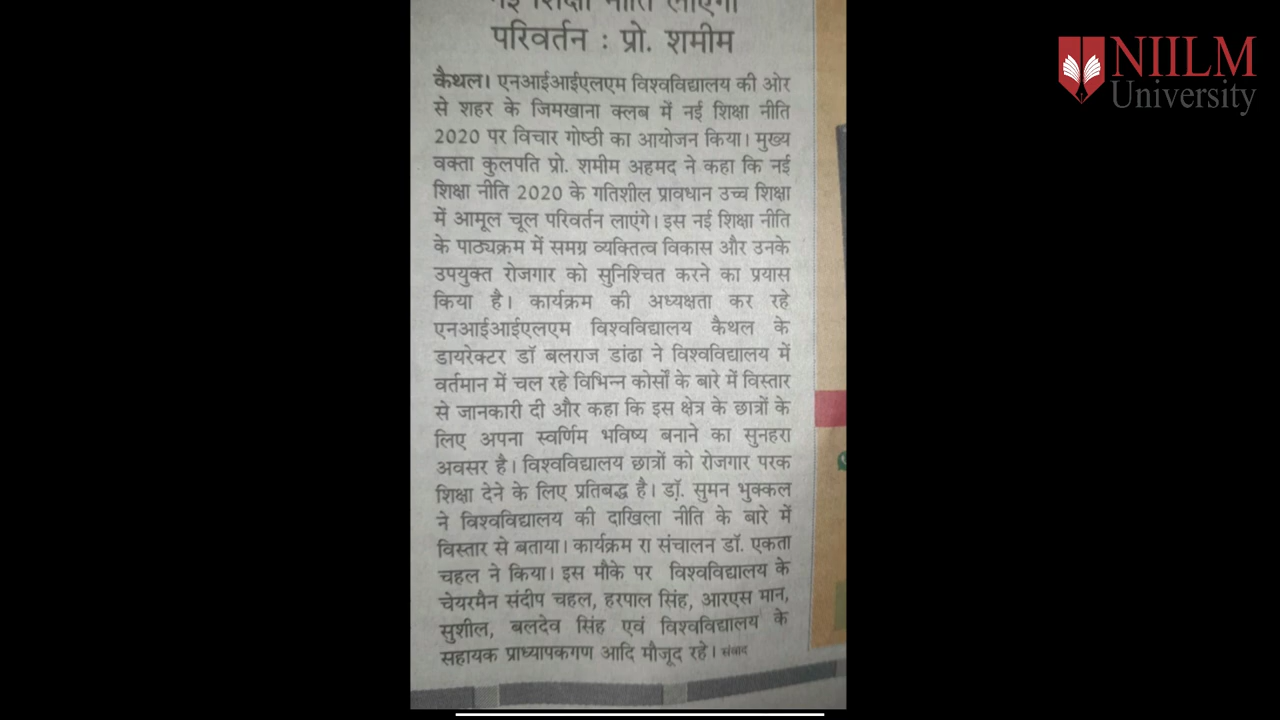 नई शिक्षा नीति लाएगी
परिवर्तन : प्रो. शमीम
कैथल। एनआईआईएलएम विश्वविद्यालय की ओर
से शहर के जिमखाना क्लब में नई शिक्षा नीति
2020 पर विचार गोष्ठी का आयोजन किया। मुख्य
वक्ता कुलपति प्रो. शमीम अहमद ने कहा कि नई
शिक्षा नीति 2020 के गतिशील प्रावधान उच्च शिक्षा
में आमूल चूल परिवर्तन लाएंगे। इस नई शिक्षा नीति
के पाठ्यक्रम में समग्र व्यक्तित्व विकास और उनके
उपयुक्त रोजगार को सुनिश्चित करने का प्रयास
किया है। कार्यक्रम की अध्यक्षता कर रहे
एनआईआईएलएम विश्वविद्यालय कैथल के
डायरेक्टर डॉ बलराज डांढा ने विश्वविद्यालय में
वर्तमान में चल रहे विभिन्न कोर्सों के बारे में विस्तार
से जानकारी दी और कहा कि इस क्षेत्र के छात्रों के
लिए अपना स्वर्णिम भविष्य बनाने का सुनहरा
अवसर है। विश्वविद्यालय छात्रों को रोजगार परक
शिक्षा देने के लिए प्रतिबद्ध है। डॉ. सुमन भुक्कल
ने विश्वविद्यालय की दाखिला नीति के बारे में
विस्तार से बताया। कार्यक्रम रा संचालन डॉ. एकता
चहल ने किया। इस मौके पर विश्वविद्यालय के
चेयरमैन संदीप चहल, हरपाल सिंह, आरएस मान,
सुशील, बलदेव सिंह एवं विश्वविद्यालय के
सहायक प्राध्यापकगण आदि मौजूद रहे। संवाद
NIILM
University